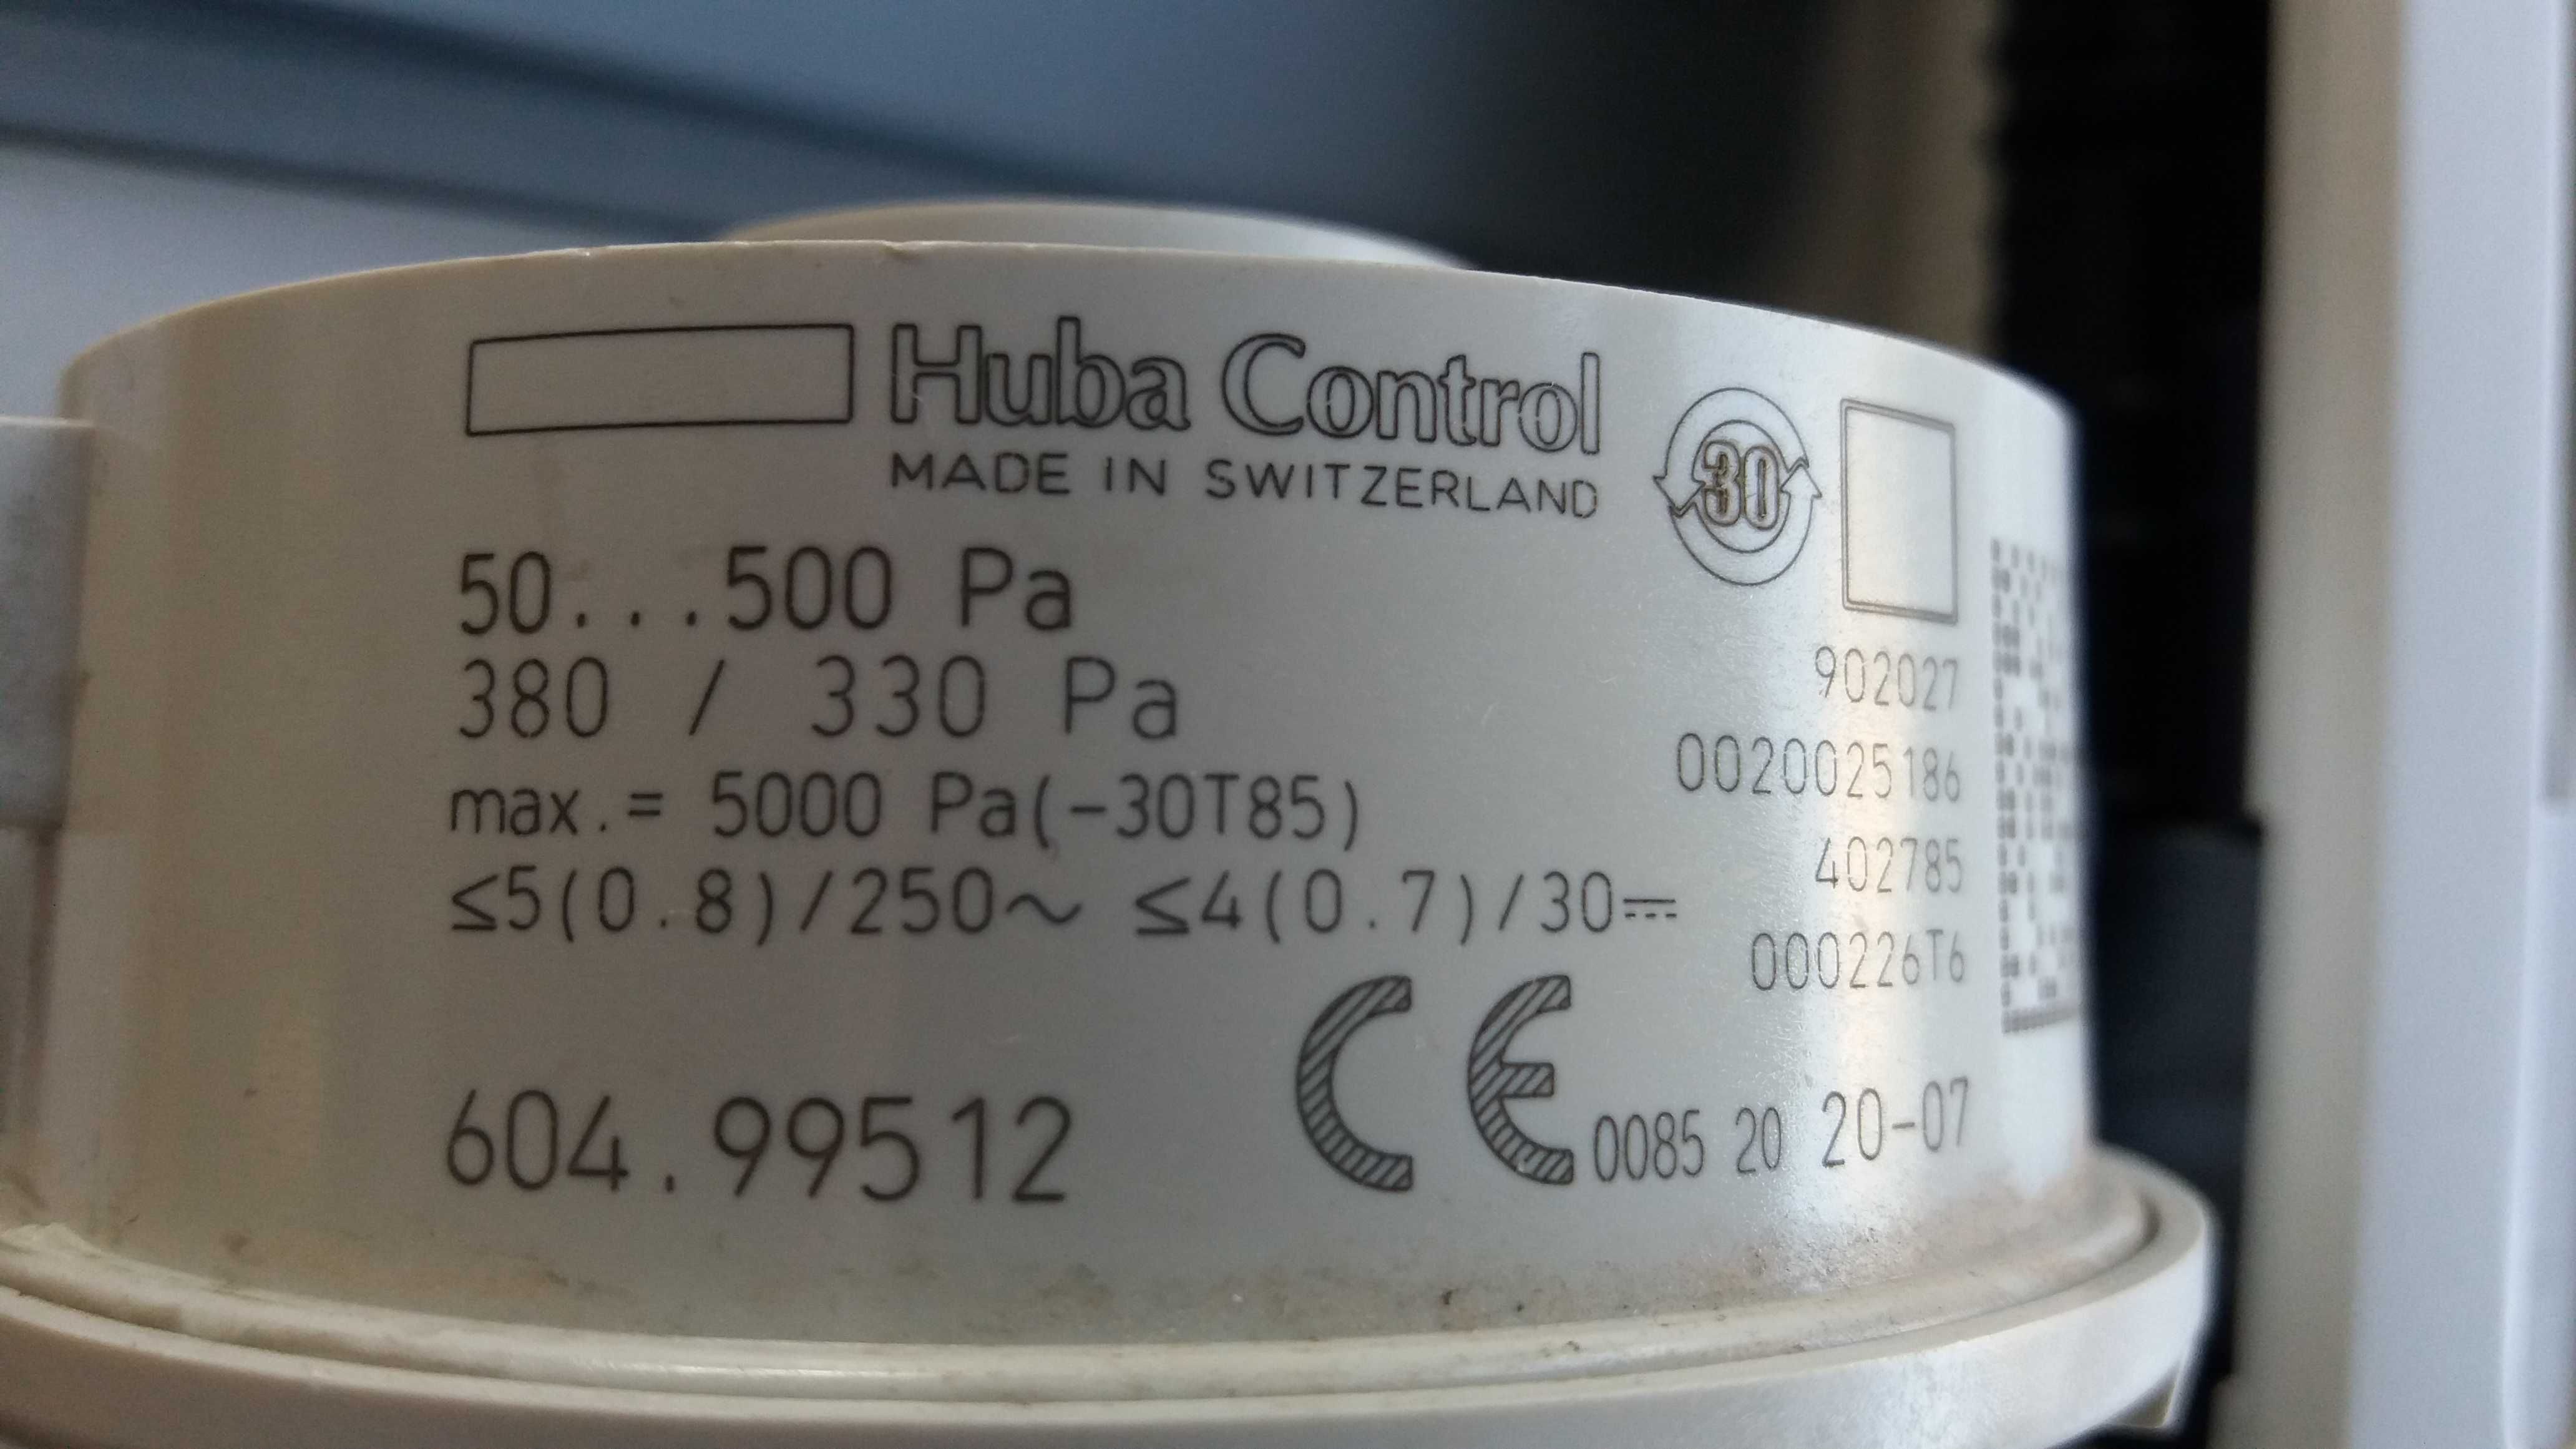 Huba Control
MADE IN SWITZERLAND
30
50...500 Pa
380 / 330 Pa
max.= 5000 Pa(-30T85)
≤5(0.8)/250~ ≤4(0.7)/30⎓
902027
0020025186
402785
000226T6
604.99512
CE 0085 20 20-07